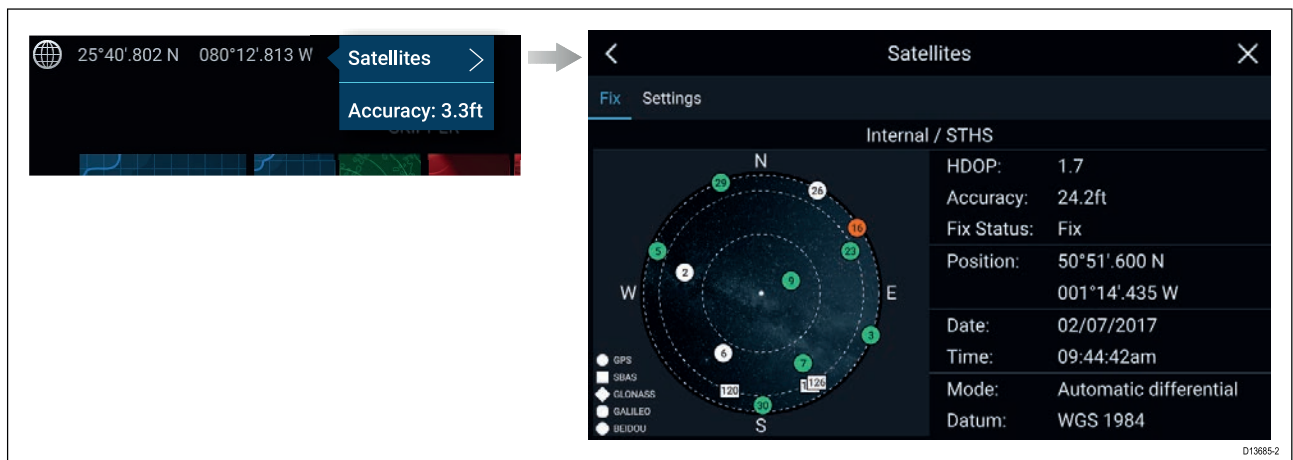 25°40'.802 N 080°12'.813 W
Satellites
Accuracy: 3.3ft
Satellites
Fix Settings
Internal / STHS
N
W
E
S
29
26
16
5
23
2
9
3
6
7
120
126
30
GPS
SBAS
GLONASS
GALILEO
BEIDOU
HDOP: 1.7
Accuracy: 24.2ft
Fix Status: Fix
Position: 50°51'.600 N
001°14'.435 W
Date: 02/07/2017
Time: 09:44:42am
Mode: Automatic differential
Datum: WGS 1984
D13685-2